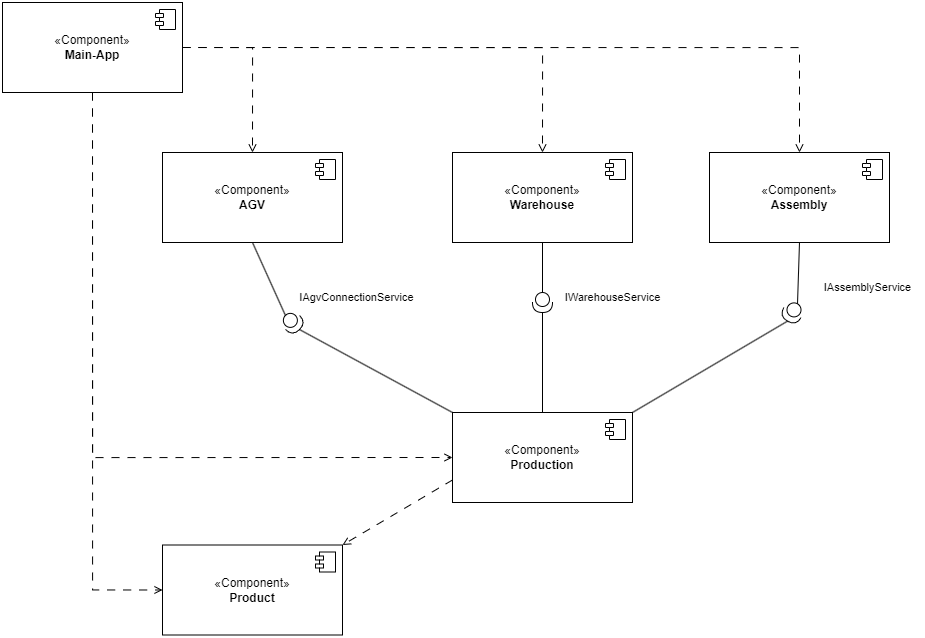 «Component»
Main-App
«Component»
AGV
«Component»
Warehouse
«Component»
Assembly
IAgvConnectionService
IWarehouseService
IAssemblyService
«Component»
Production
«Component»
Product